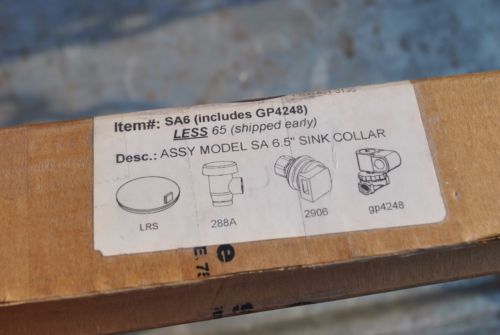 Item#: SA6 (includes GP4248)
LESS 65 (shipped early)
Desc.: ASSY MODEL SA 6.5" SINK COLLAR
LRS
288A
2906
gp4248